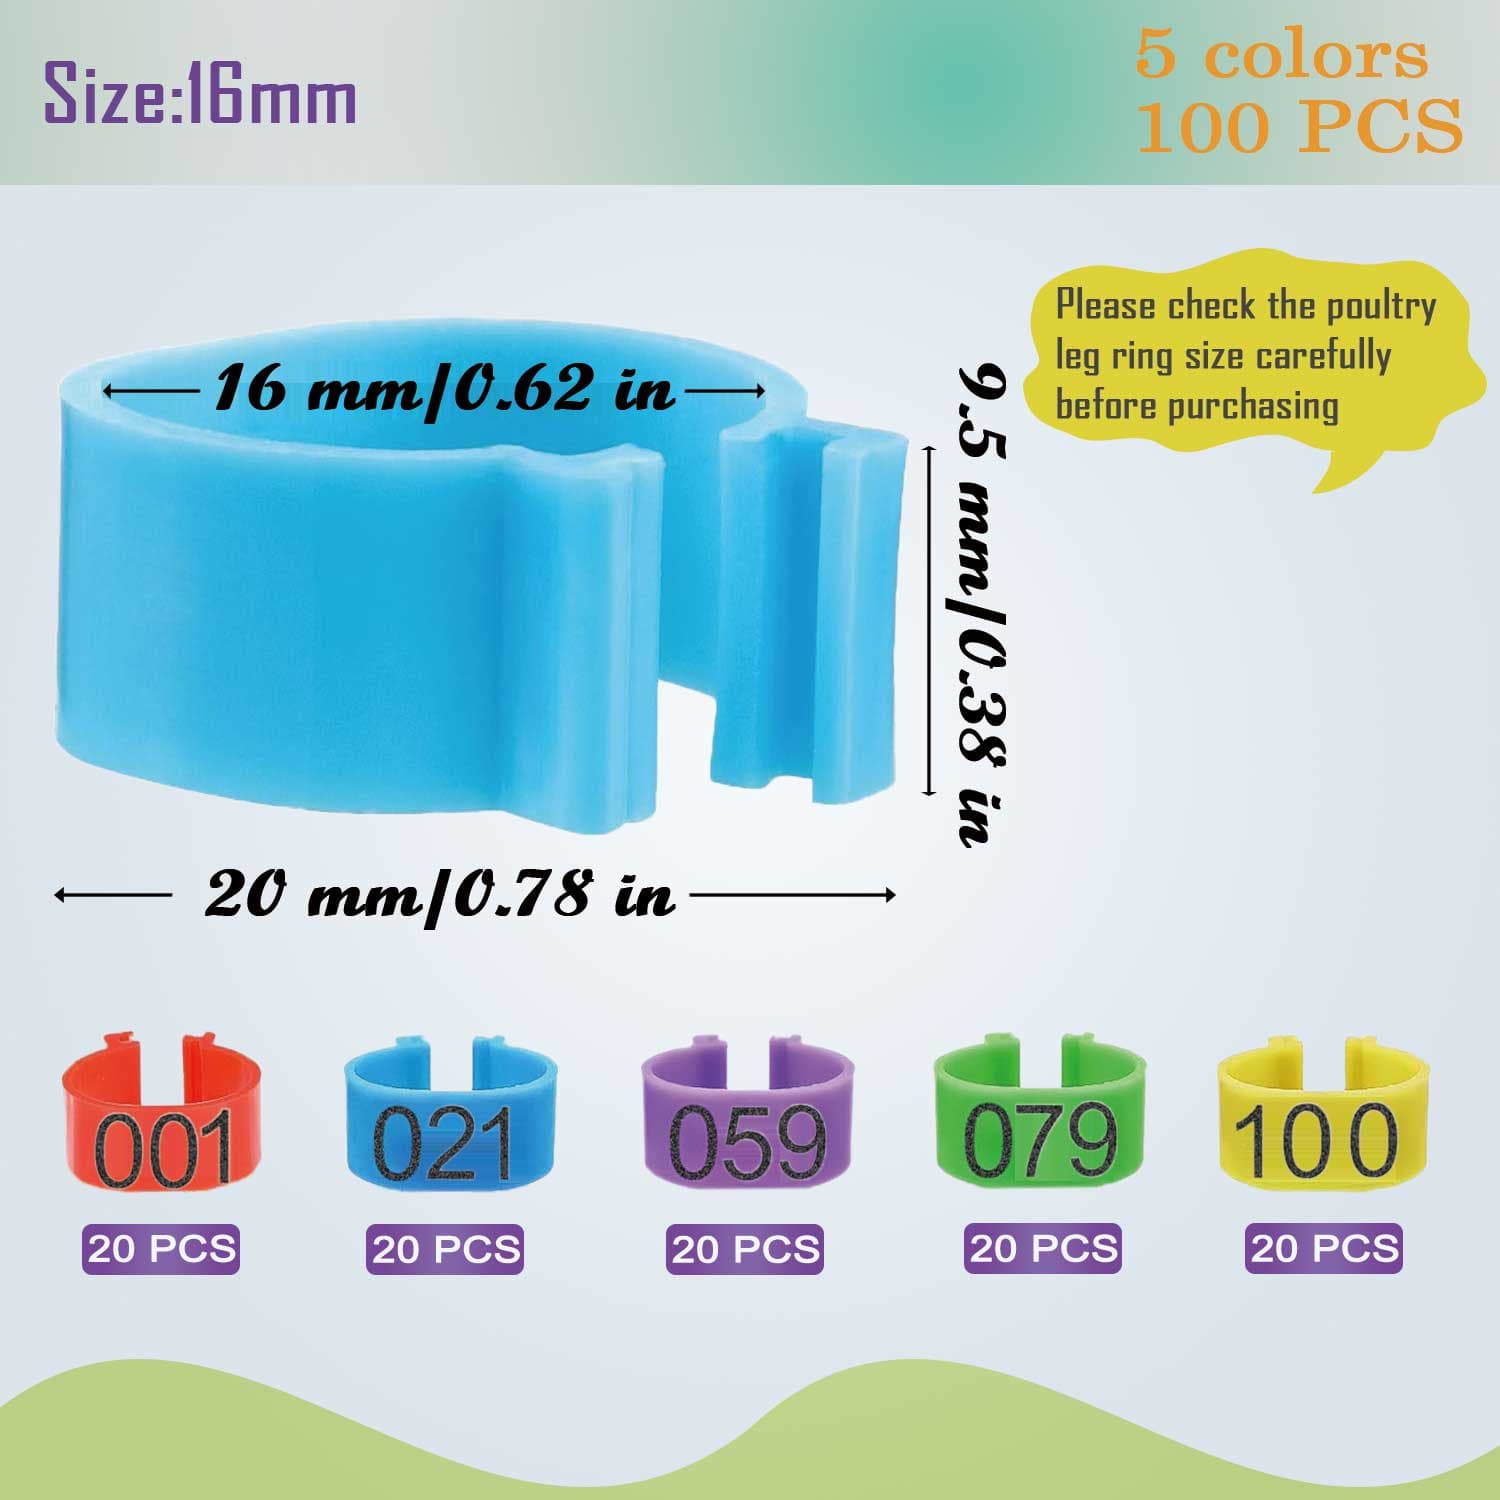 Size:16mm
5 colors
100 PCS
Please check the poultry
leg ring size carefully
before purchasing
16 mm/0.62 in
9.5 mm/0.38 in
20 mm/0.78 in
001
021
059
079
100
20 PCS
20 PCS
20 PCS
20 PCS
20 PCS